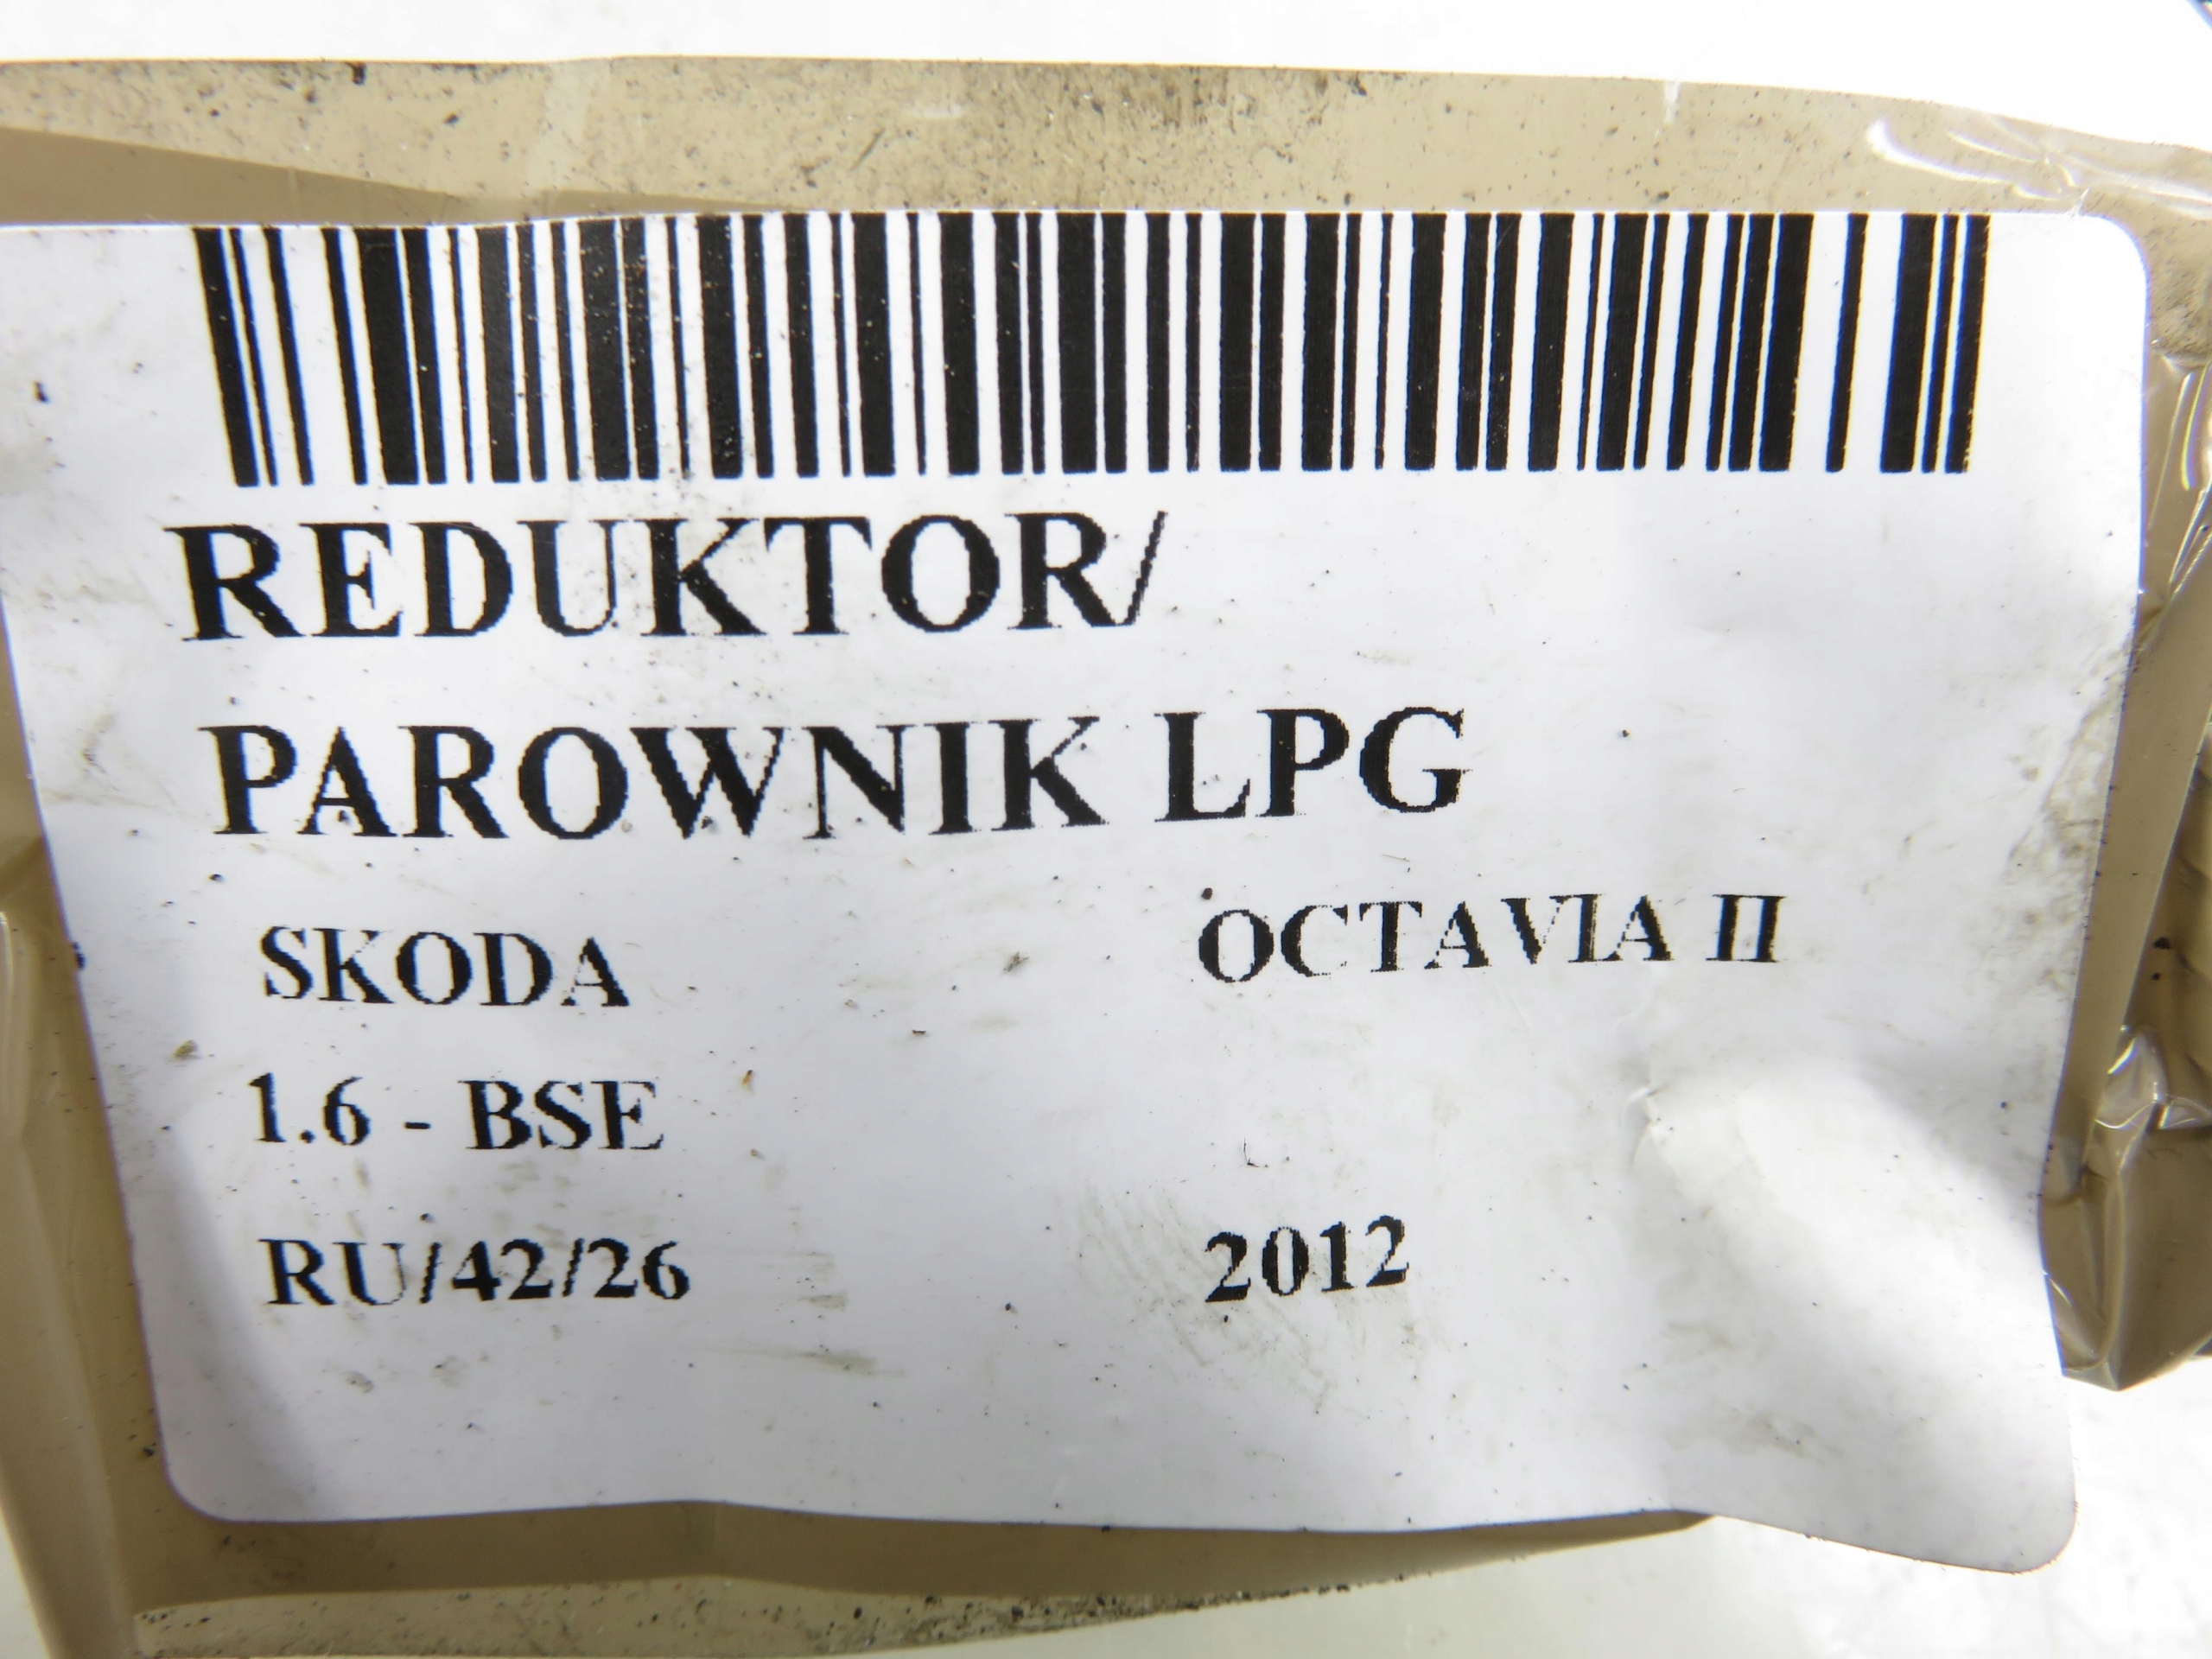 REDUKTOR/
PAROWNIK LPG
SKODA OCTAVIA II
1.6 - BSE
RU/42/26 2012